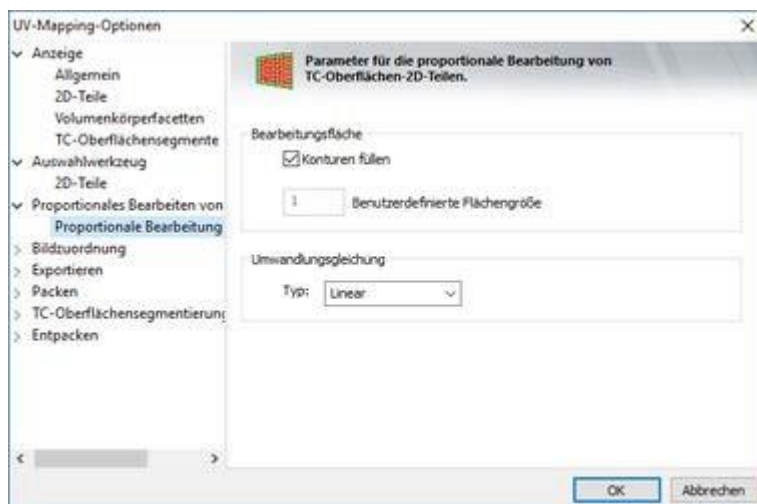 UV-Mapping-Optionen
Anzeige
Allgemein
2D-Teile
Volumenkörperfacetten
TC-Oberflächensegmente
Auswahlwerkzeug
2D-Teile
Proportionales Bearbeiten von
Proportionale Bearbeitung
Bildzuordnung
Exportieren
Packen
TC-Oberflächensegmentierung
Entpacken
Parameter für die proportionale Bearbeitung von
TC-Oberflächen-2D-Teilen.
Bearbeitungsfläche
Konturen füllen
1 Benutzerdefinierte Flächengröße
Umwandlungsgleichung
Typ: Linear
OK Abbrechen